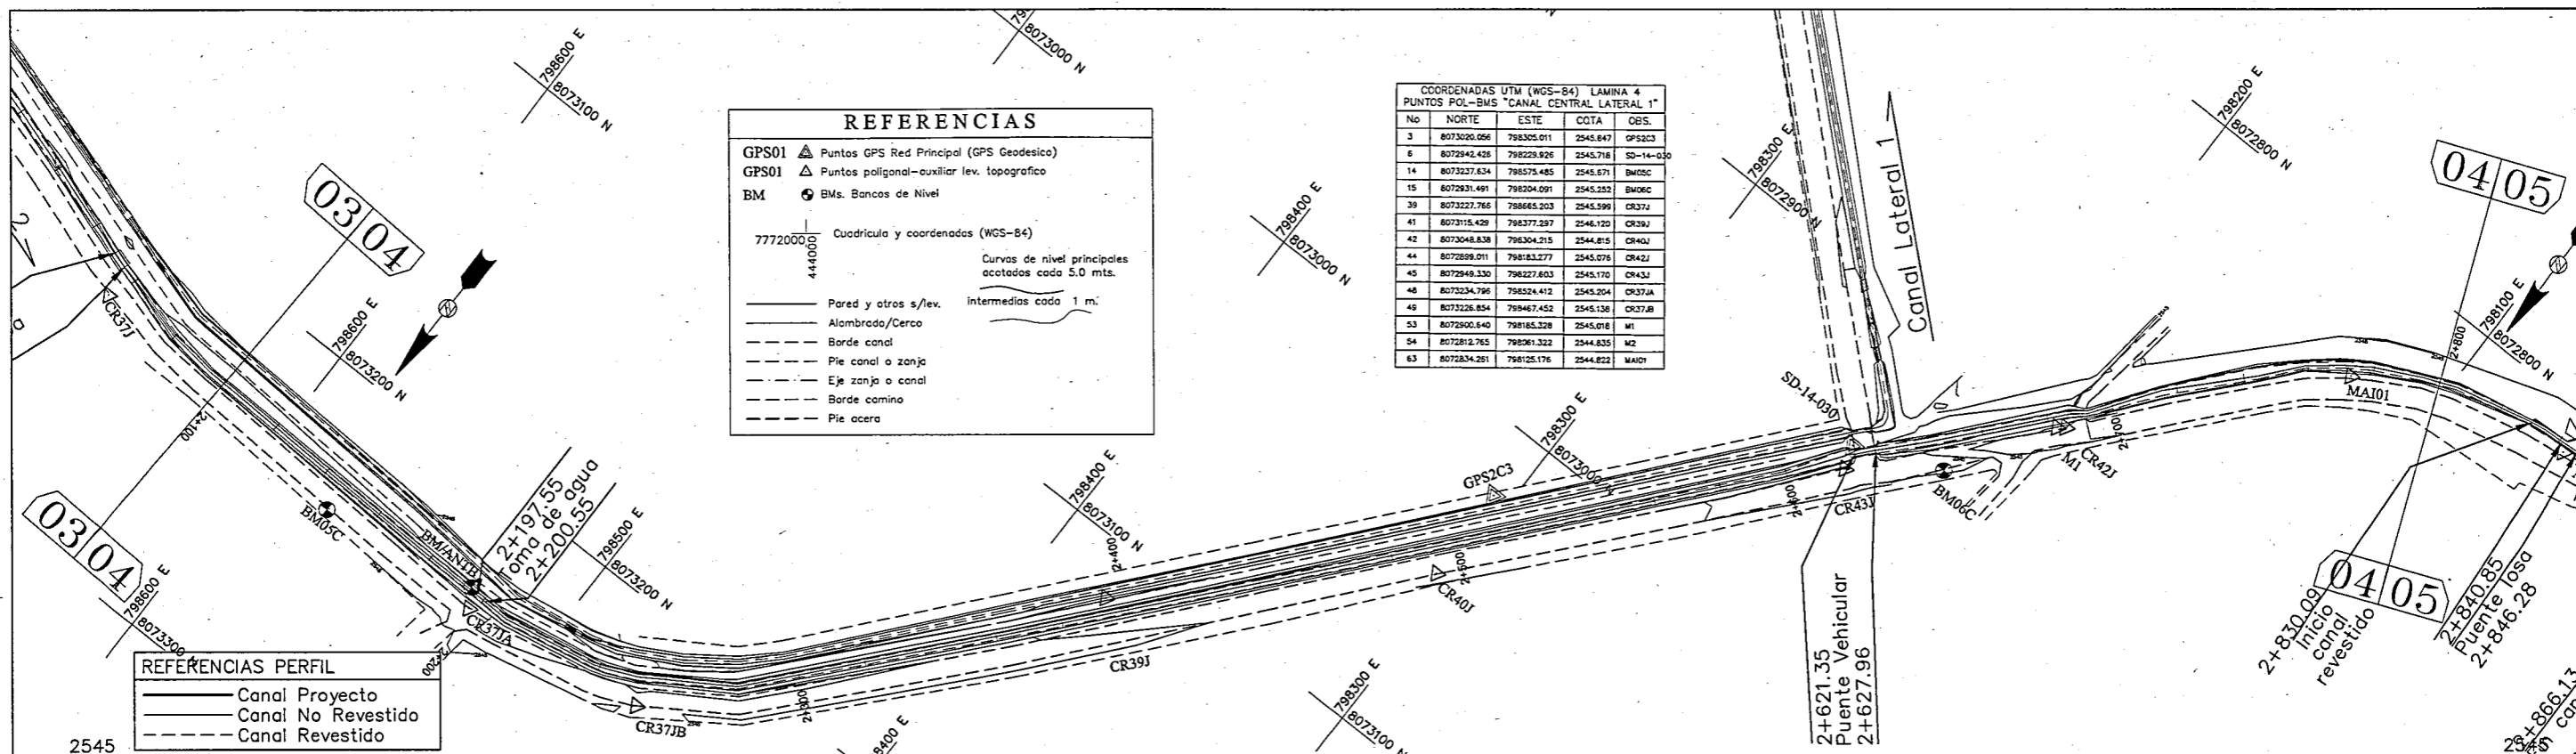 798600 E
8073100 N
8073000 N
REFERENCIAS
GPS01 Puntos GPS Red Principal (GPS Geodesico)
GPS01 Puntos poligonal-auxiliar lev. topografico
BM BMs. Bancos de Nivel
7772000
444000
Cuadricula y coordenadas (WGS-84)
Curvas de nivel principales
acotados cada 5.0 mts.
intermedias cada 1 m.
Pared y otros s/lev.
Alambrado/Cerco
Borde canal
Pie canal o zanja
Eje zanja o canal
Borde camino
Pie acera
COORDENADAS UTM (WGS-84) LAMINA 4
PUNTOS POL-BMS "CANAL CENTRAL LATERAL 1"
No NORTE ESTE COTA OBS.
3 8073020.056 798305.011 2545.647 GPS2C3
6 8072942.426 798229.926 2545.716 SD-14-030
14 8073237.634 798575.485 2545.571 BM05C
15 8072931.491 798204.091 2545.252 BM06C
39 8073227.766 798665.203 2545.599 CR37J
41 8073115.429 798377.297 2546.120 CR39J
42 8073048.838 798304.215 2544.815 CR40J
44 8072899.011 798183.277 2545.076 CR42J
45 8072949.330 798227.603 2545.170 CR43J
48 8073234.796 798524.412 2545.204 CR37JA
49 8073226.854 798467.452 2545.136 CR37JB
53 8072900.640 798185.328 2545.018 M1
54 8072812.765 798061.322 2544.835 M2
63 8072834.251 798125.176 2544.822 MAI01
798300 E
8072900 N
Canal Lateral 1
798200 E
8072800 N
04 05
03 04
2
CR37J
a
798600 E
8073200 N
798400 E
8073000 N
2+800
798100 E
8072800 N
2+100
03 04
BM05C
BM/ANTB
2+197.55
Toma de agua
2+200.55
798500 E
8073200 N
798400 E
8073100 N
2+400
GPS2C3
798300 E
SD-14-030
2+600
CR43J
BM06C
M1
CR42J
2+700
MAI01
798600 E
8073300 N
CR37JA
2+200
CR37JB
2+300
CR39J
2+500
CR40J
798300 E
8073100 N
2+621.35
Puente Vehicular
2+627.96
2+830.09
Inicio
canal
revestido
04 05
2+840.85
Puente losa
2+846.28
2+866.13
REFERENCIAS PERFIL
Canal Proyecto
Canal No Revestido
Canal Revestido
2545